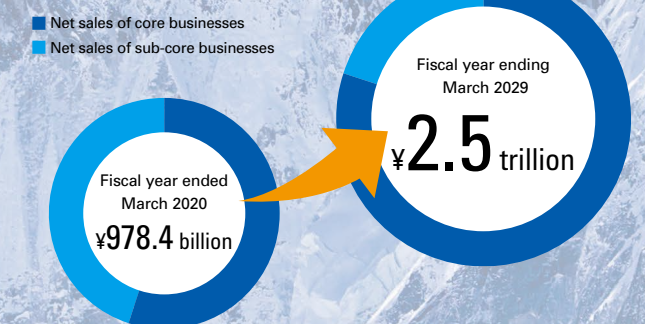 Net sales of core businesses
Net sales of sub-core businesses
Fiscal year ending
March 2029
¥2.5 trillion
Fiscal year ended
March 2020
¥978.4 billion